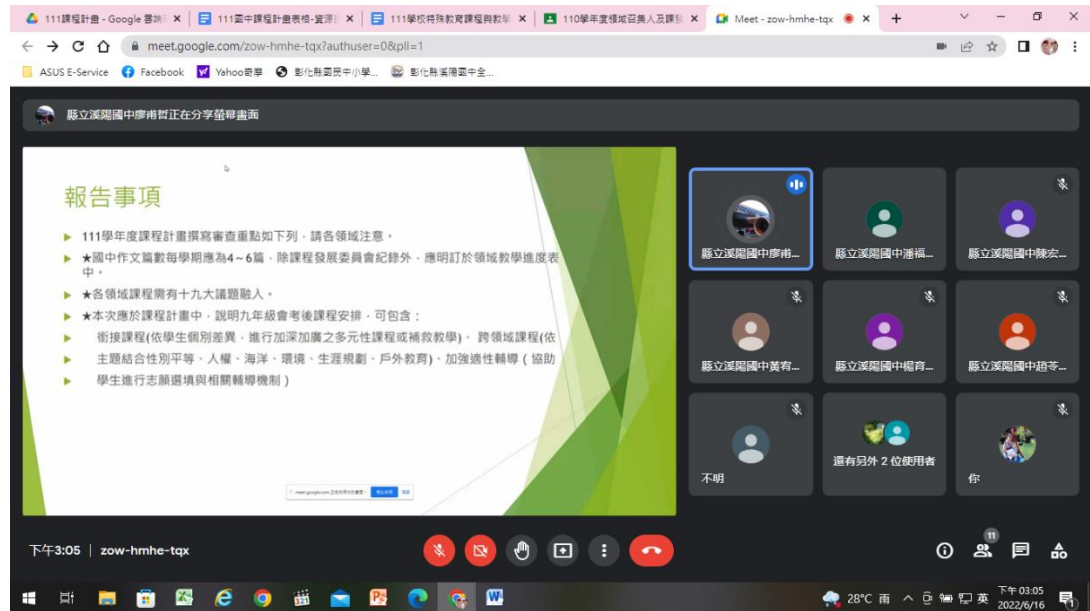 111課程計畫 - Google 雲端
111國中課程計畫表格-資源
111學校特殊教育課程與教學
110學年度領域召集人及課發
Meet - zow-hmhe-tqx
meet.google.com/zow-hmhe-tqx?authuser=0&pli=1
ASUS E-Service
Facebook
Yahoo奇摩
彰化縣國民中小學...
彰化縣溪陽國中全...
縣立溪陽國中廖甫哲正在分享螢幕畫面
報告事項
111學年度課程計畫撰寫審查重點如下列,請各領域注意。
★國中作文篇數每學期應為4~6篇,除課程發展委員會紀錄外,應明訂於領域教學進度表
中。
★各領域課程需有十九大議題融入。
★本次應於課程計畫中,說明九年級會考後課程安排,可包含:
銜接課程(依學生個別差異,進行加深加廣之多元性課程或補救教學)、 跨領域課程(依
主題結合性別平等、人權、海洋、環境、生涯規劃、戶外教育)、加強適性輔導(協助
學生進行志願選填與相關輔導機制)
縣立溪陽國中廖甫...
縣立溪陽國中潘福...
縣立溪陽國中陳宏...
縣立溪陽國中黃宥...
縣立溪陽國中楊育...
縣立溪陽國中趙苓...
不明
還有另外 2 位使用者
你
下午3:05 | zow-hmhe-tqx
11
28°C 雨
英
下午 03:05
2022/6/16